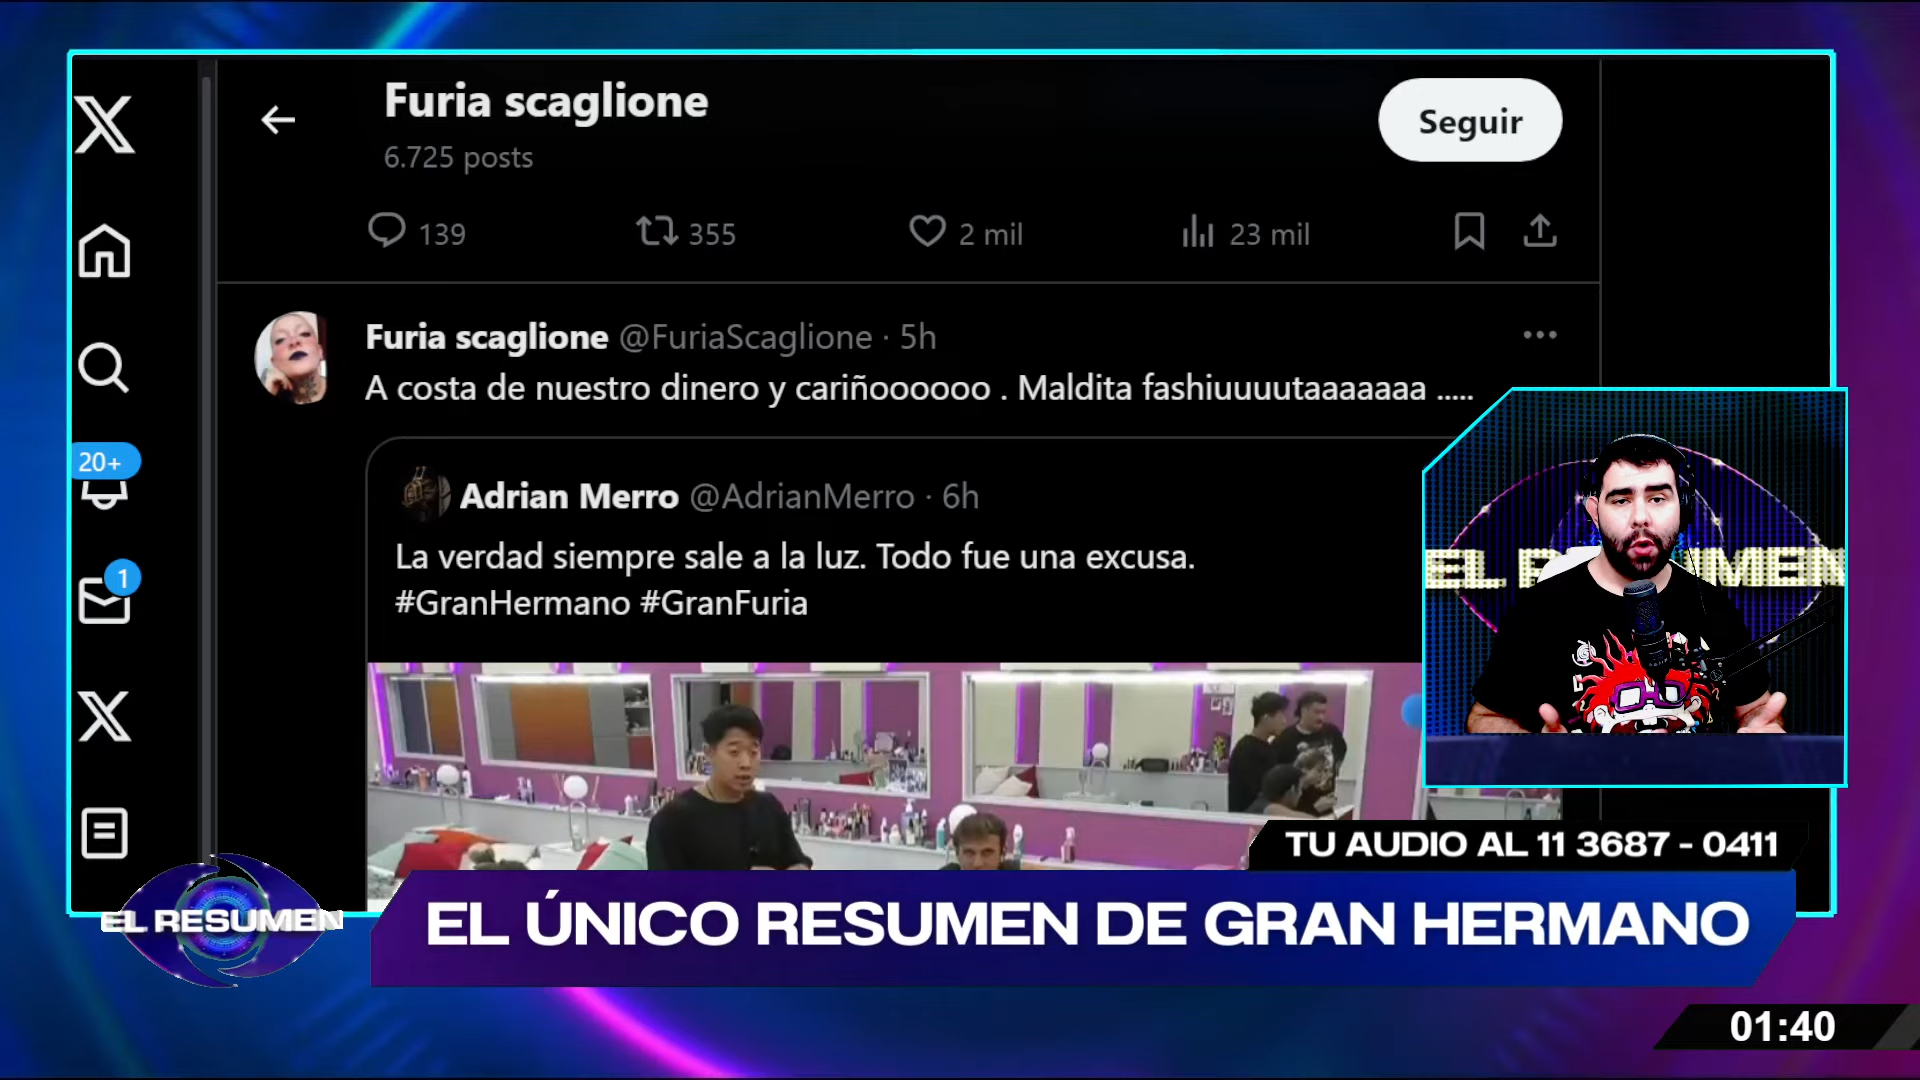 Furia scaglione
6.725 posts
Seguir
139 355 2 mil 23 mil
Furia scaglione @FuriaScaglione · 5h
A costa de nuestro dinero y cariñoooooo . Maldita fashiuuuutaaaaaaa .....
20+
Adrian Merro @AdrianMerro · 6h
La verdad siempre sale a la luz. Todo fue una excusa.
#GranHermano #GranFuria
1
TU AUDIO AL 11 3687 - 0411
EL RESUMEN
EL ÚNICO RESUMEN DE GRAN HERMANO
01:40